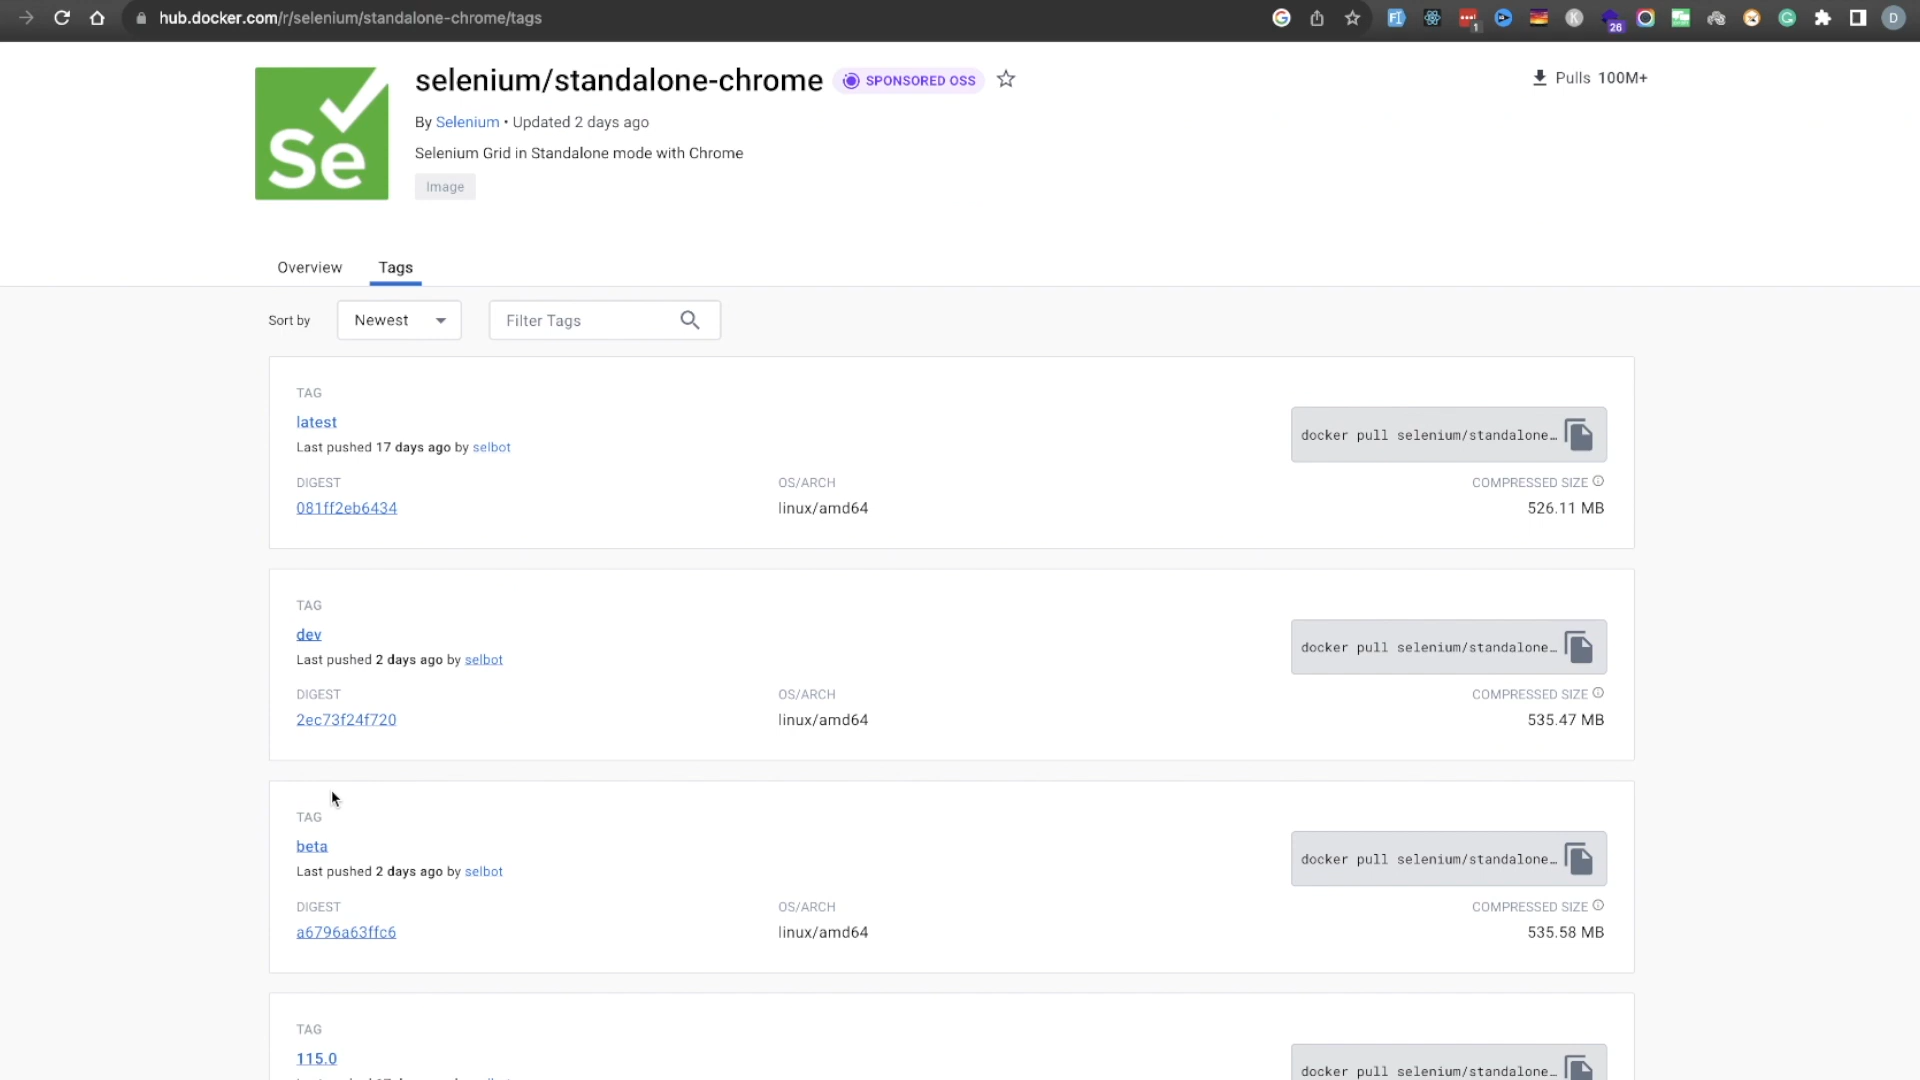 hub.docker.com/r/selenium/standalone-chrome/tags
1
26
D
Se
selenium/standalone-chrome
SPONSORED OSS
Pulls 100M+
By Selenium • Updated 2 days ago
Selenium Grid in Standalone mode with Chrome
Image
Overview
Tags
Sort by
Newest
Filter Tags
TAG
latest
Last pushed 17 days ago by selbot
docker pull selenium/standalone…
DIGEST
OS/ARCH
COMPRESSED SIZE
081ff2eb6434
linux/amd64
526.11 MB
TAG
dev
Last pushed 2 days ago by selbot
docker pull selenium/standalone…
DIGEST
OS/ARCH
COMPRESSED SIZE
2ec73f24f720
linux/amd64
535.47 MB
TAG
beta
Last pushed 2 days ago by selbot
docker pull selenium/standalone…
DIGEST
OS/ARCH
COMPRESSED SIZE
a6796a63ffc6
linux/amd64
535.58 MB
TAG
115.0
docker pull selenium/standalone…